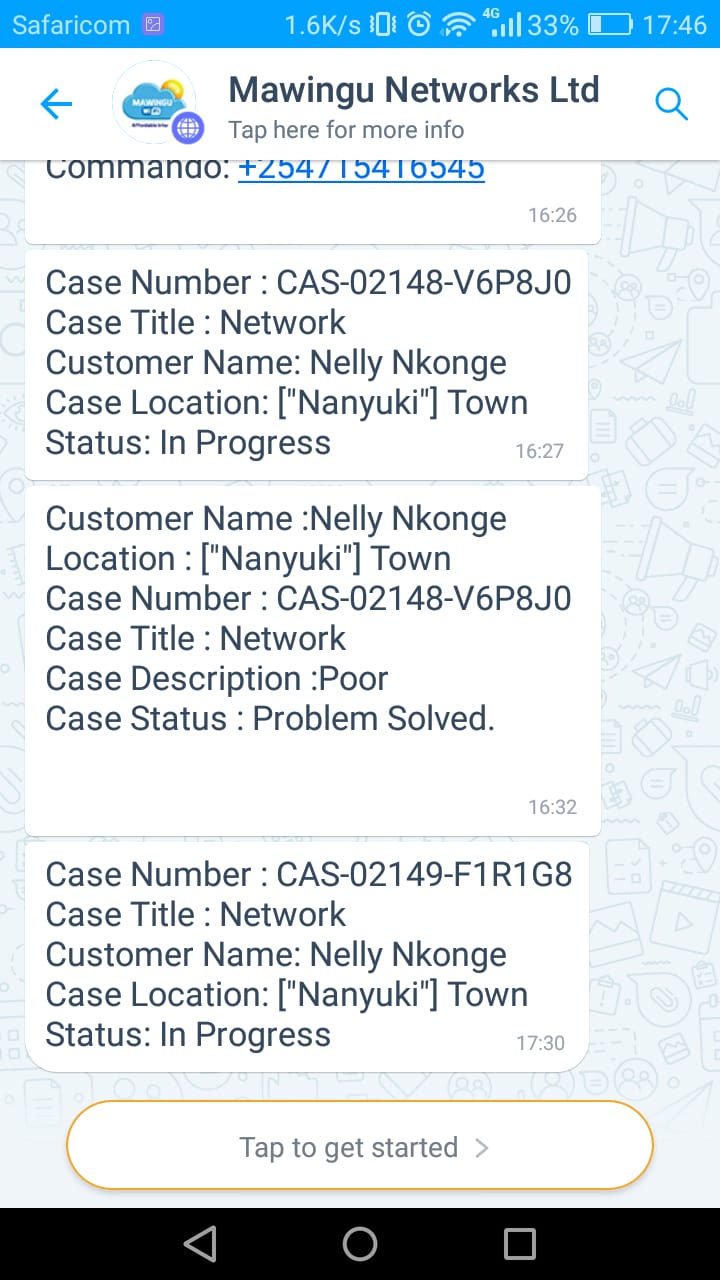 Safaricom 1.6K/s 4G 33% 17:46
Mawingu Networks Ltd
Tap here for more info
MAWINGU
Commando: +254715416545
16:26
Case Number : CAS-02148-V6P8J0
Case Title : Network
Customer Name: Nelly Nkonge
Case Location: ["Nanyuki"] Town
Status: In Progress
16:27
Customer Name :Nelly Nkonge
Location : ["Nanyuki"] Town
Case Number : CAS-02148-V6P8J0
Case Title : Network
Case Description :Poor
Case Status : Problem Solved.
16:32
Case Number : CAS-02149-F1R1G8
Case Title : Network
Customer Name: Nelly Nkonge
Case Location: ["Nanyuki"] Town
Status: In Progress
17:30
Tap to get started